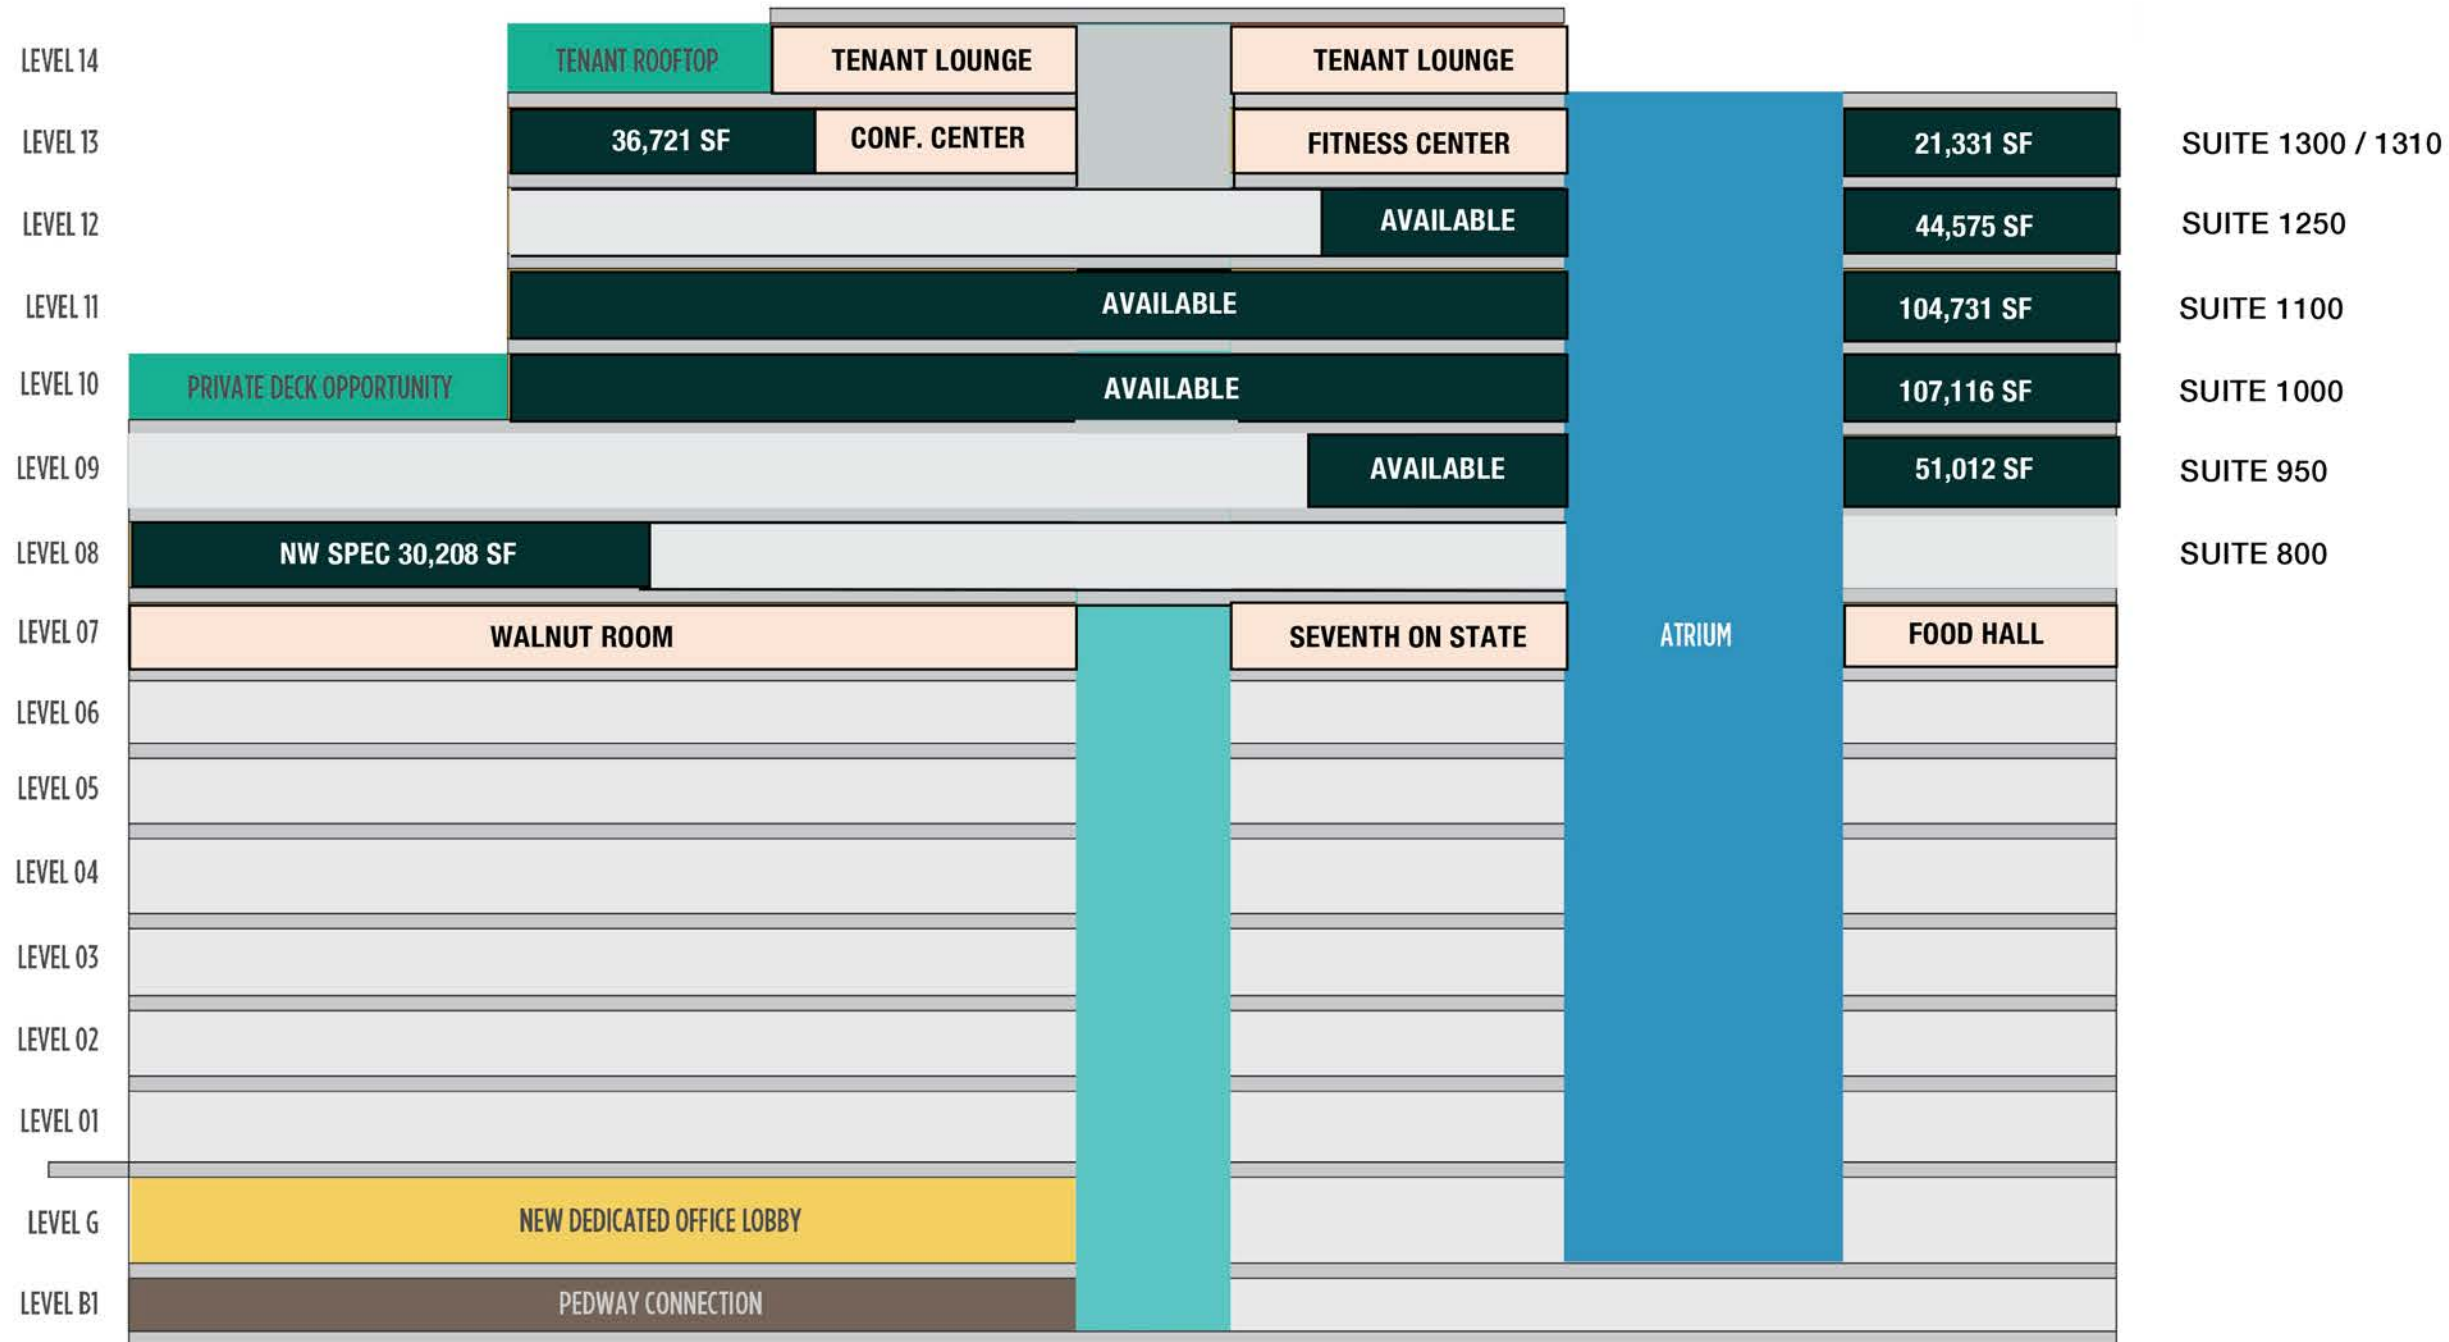 LEVEL 14 TENANT ROOFTOP TENANT LOUNGE TENANT LOUNGE
LEVEL 13 36,721 SF CONF. CENTER FITNESS CENTER 21,331 SF SUITE 1300 / 1310
LEVEL 12 AVAILABLE 44,575 SF SUITE 1250
LEVEL 11 AVAILABLE 104,731 SF SUITE 1100
LEVEL 10 PRIVATE DECK OPPORTUNITY AVAILABLE 107,116 SF SUITE 1000
LEVEL 09 AVAILABLE 51,012 SF SUITE 950
LEVEL 08 NW SPEC 30,208 SF SUITE 800
LEVEL 07 WALNUT ROOM SEVENTH ON STATE ATRIUM FOOD HALL
LEVEL 06
LEVEL 05
LEVEL 04
LEVEL 03
LEVEL 02
LEVEL 01
LEVEL G NEW DEDICATED OFFICE LOBBY
LEVEL B1 PEDWAY CONNECTION